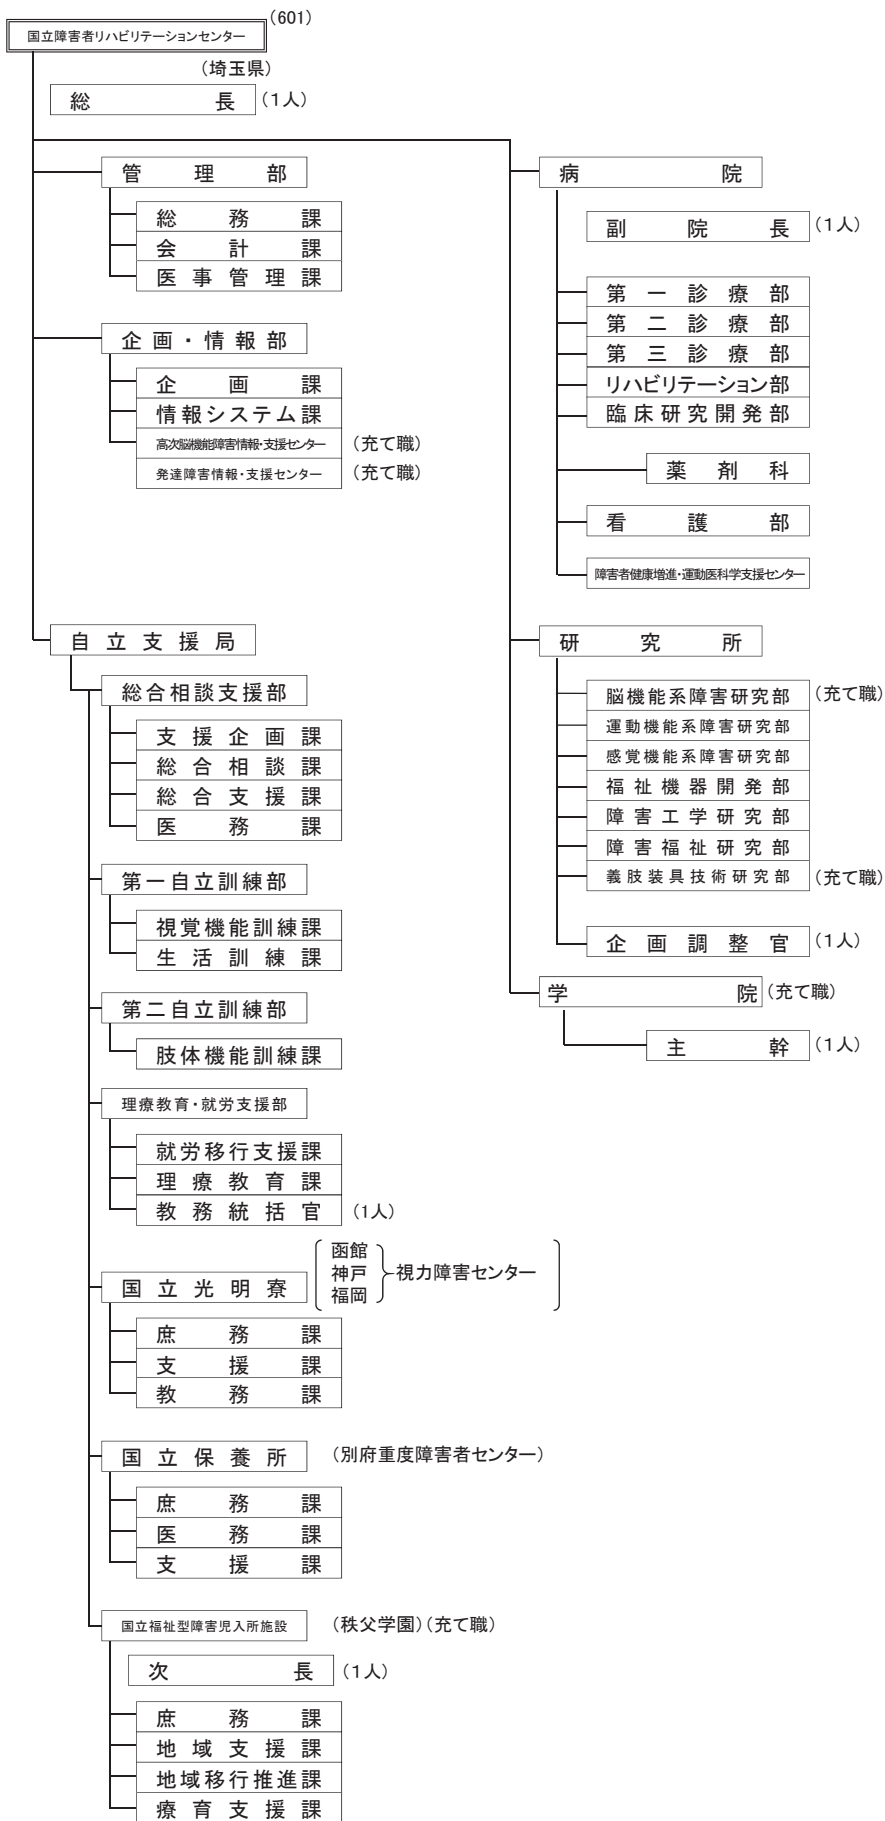 国立障害者リハビリテーションセンター (601)
(埼玉県)
総長 (1人)
管理部
総務課
会計課
医事管理課
企画・情報部
企画課
情報システム課
高次脳機能障害情報・支援センター (充て職)
発達障害情報・支援センター (充て職)
自立支援局
総合相談支援部
支援企画課
総合相談課
総合支援課
医務課
第一自立訓練部
視覚機能訓練課
生活訓練課
第二自立訓練部
肢体機能訓練課
理療教育・就労支援部
就労移行支援課
理療教育課
教務統括官 (1人)
国立光明寮
函館
神戸
福岡
視力障害センター
庶務課
支援課
教務課
国立保養所 (別府重度障害者センター)
庶務課
医務課
支援課
国立福祉型障害児入所施設 (秩父学園)(充て職)
次長 (1人)
庶務課
地域支援課
地域移行推進課
療育支援課
病院
副院長 (1人)
第一診療部
第二診療部
第三診療部
リハビリテーション部
臨床研究開発部
薬剤科
看護部
障害者健康増進・運動医科学支援センター
研究所
脳機能系障害研究部 (充て職)
運動機能系障害研究部
感覚機能系障害研究部
福祉機器開発部
障害工学研究部
障害福祉研究部
義肢装具技術研究部 (充て職)
企画調整官 (1人)
学院 (充て職)
主幹 (1人)